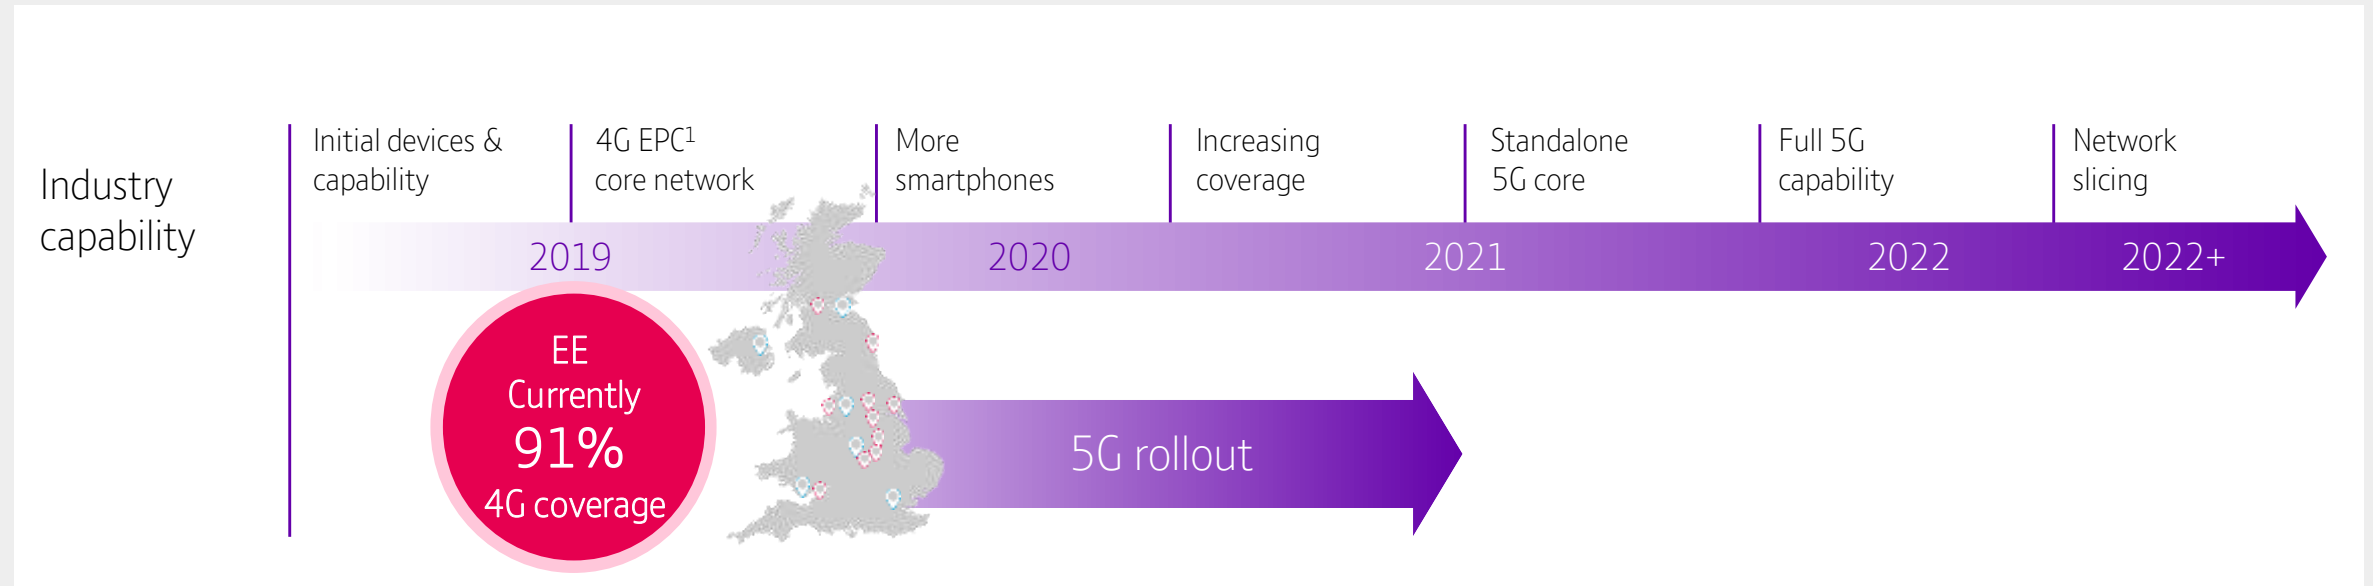 Industry
capability
Initial devices &
capability
4G EPC1
core network
More
smartphones
Increasing
coverage
Standalone
5G core
Full 5G
capability
Network
slicing
2019
2020
2021
2022
2022+
EE
Currently
91%
4G coverage
5G rollout